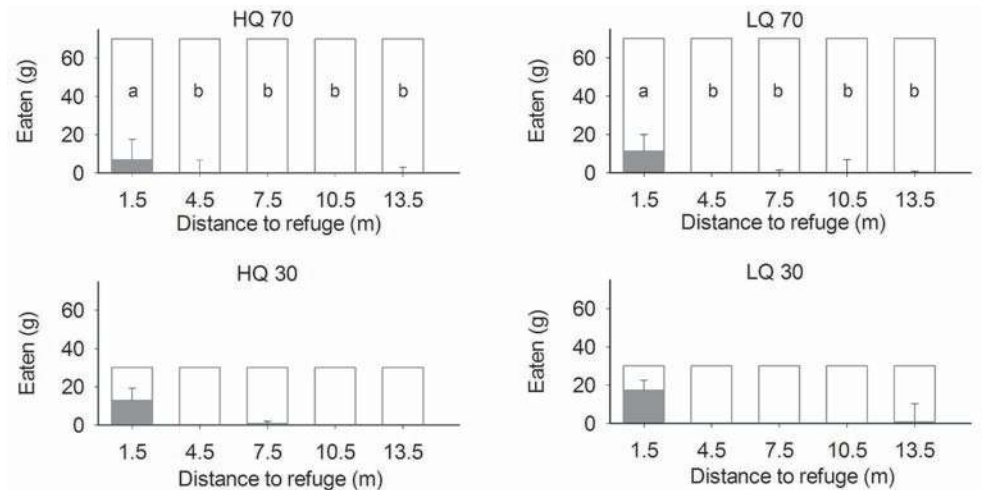 HQ 70
Eaten (g)
60
40
20
0
a b b b b
1.5 4.5 7.5 10.5 13.5
Distance to refuge (m)
LQ 70
Eaten (g)
60
40
20
0
a b b b b
1.5 4.5 7.5 10.5 13.5
Distance to refuge (m)
HQ 30
Eaten (g)
60
40
20
0
1.5 4.5 7.5 10.5 13.5
Distance to refuge (m)
LQ 30
Eaten (g)
60
40
20
0
1.5 4.5 7.5 10.5 13.5
Distance to refuge (m)